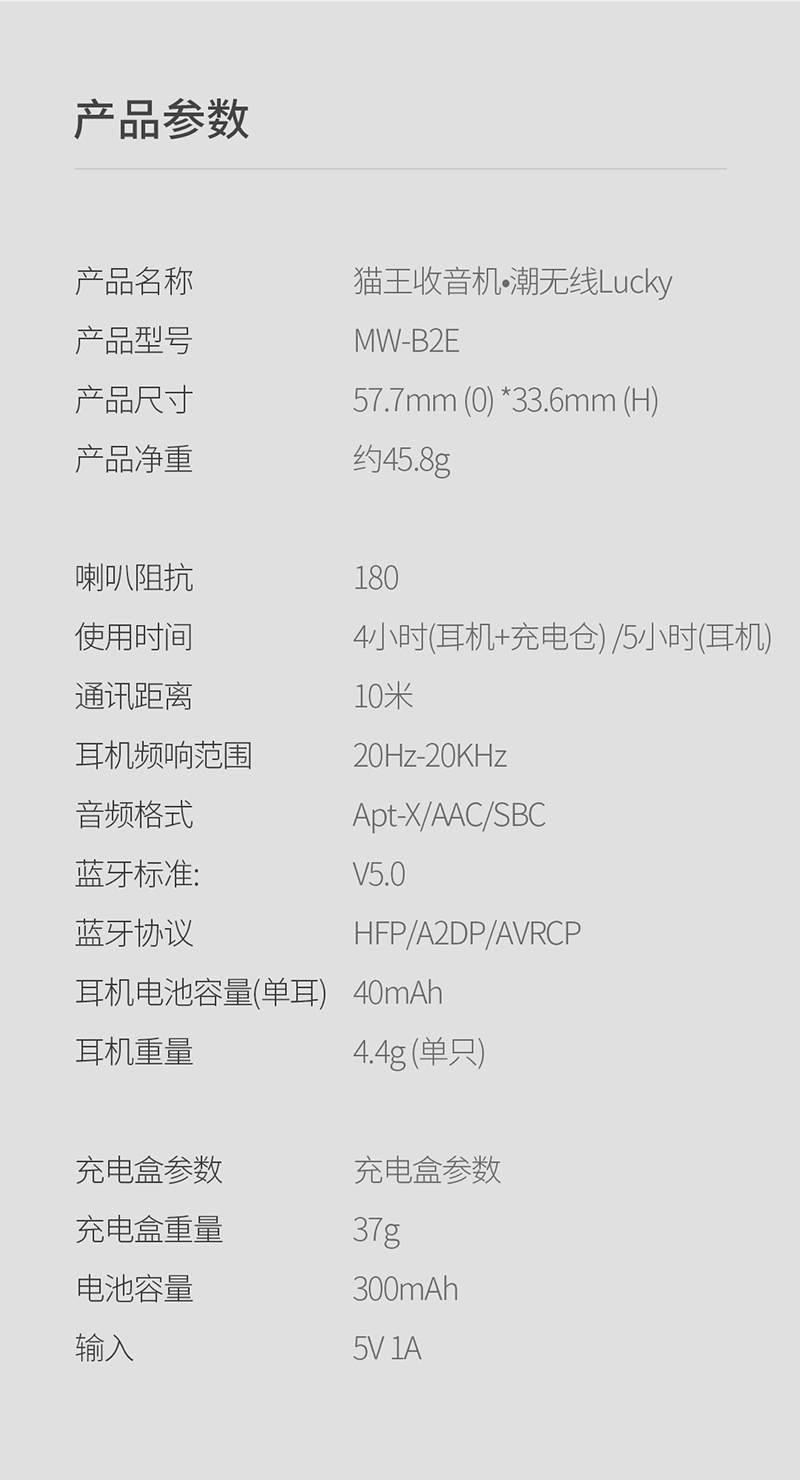 产品参数
产品名称 猫王收音机•潮无线Lucky
产品型号 MW-B2E
产品尺寸 57.7mm (0) *33.6mm (H)
产品净重 约45.8g
喇叭阻抗 180
使用时间 4小时(耳机+充电仓) /5小时(耳机)
通讯距离 10米
耳机频响范围 20Hz-20KHz
音频格式 Apt-X/AAC/SBC
蓝牙标准: V5.0
蓝牙协议 HFP/A2DP/AVRCP
耳机电池容量(单耳) 40mAh
耳机重量 4.4g (单只)
充电盒参数 充电盒参数
充电盒重量 37g
电池容量 300mAh
输入 5V 1A